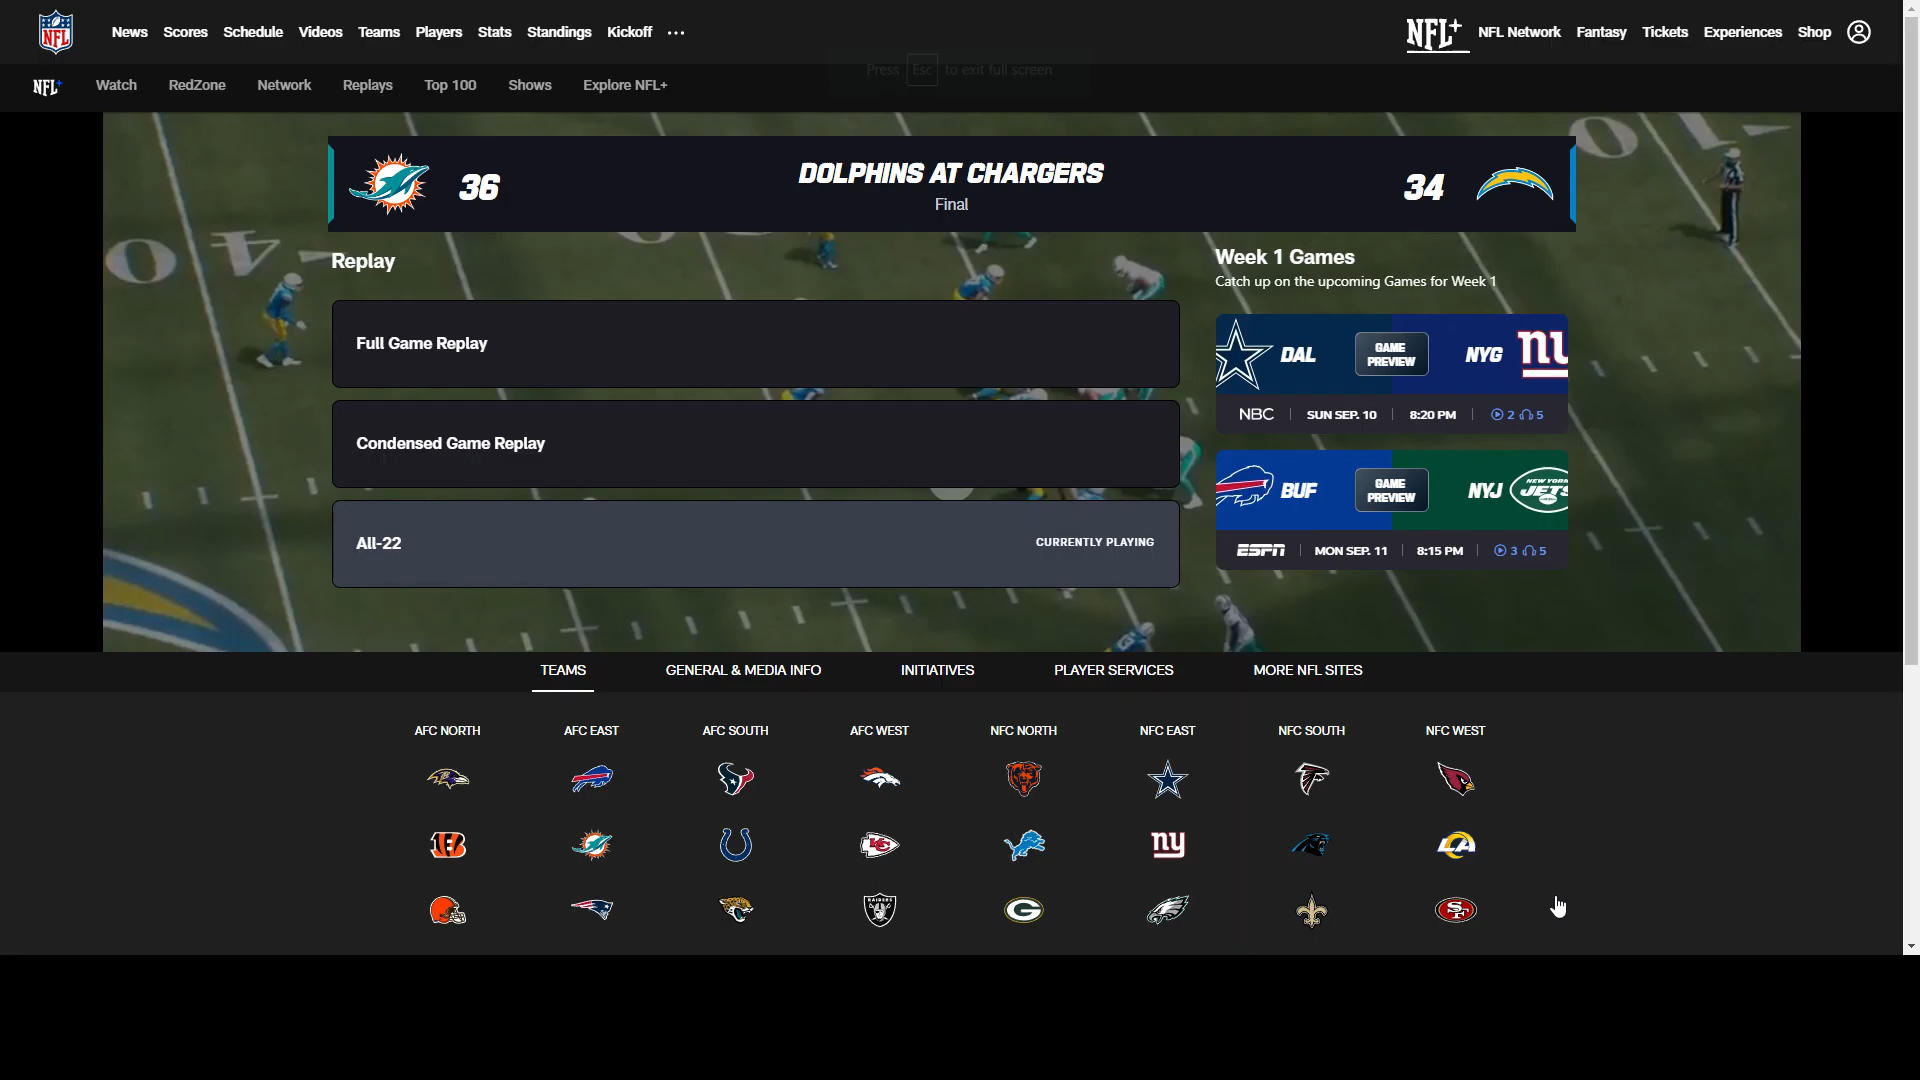 News Scores Schedule Videos Teams Players Stats Standings Kickoff ...
NFL+ NFL Network Fantasy Tickets Experiences Shop
NFL+ Watch RedZone Network Replays Top 100 Shows Explore NFL+
Press Esc to exit full screen
36 DOLPHINS AT CHARGERS 34
Final
Replay
Full Game Replay
Condensed Game Replay
All-22 CURRENTLY PLAYING
Week 1 Games
Catch up on the upcoming Games for Week 1
DAL GAME PREVIEW NYG
NBC SUN SEP. 10 8:20 PM 2 5
BUF GAME PREVIEW NYJ
ESPN MON SEP. 11 8:15 PM 3 5
TEAMS GENERAL & MEDIA INFO INITIATIVES PLAYER SERVICES MORE NFL SITES
AFC NORTH AFC EAST AFC SOUTH AFC WEST NFC NORTH NFC EAST NFC SOUTH NFC WEST